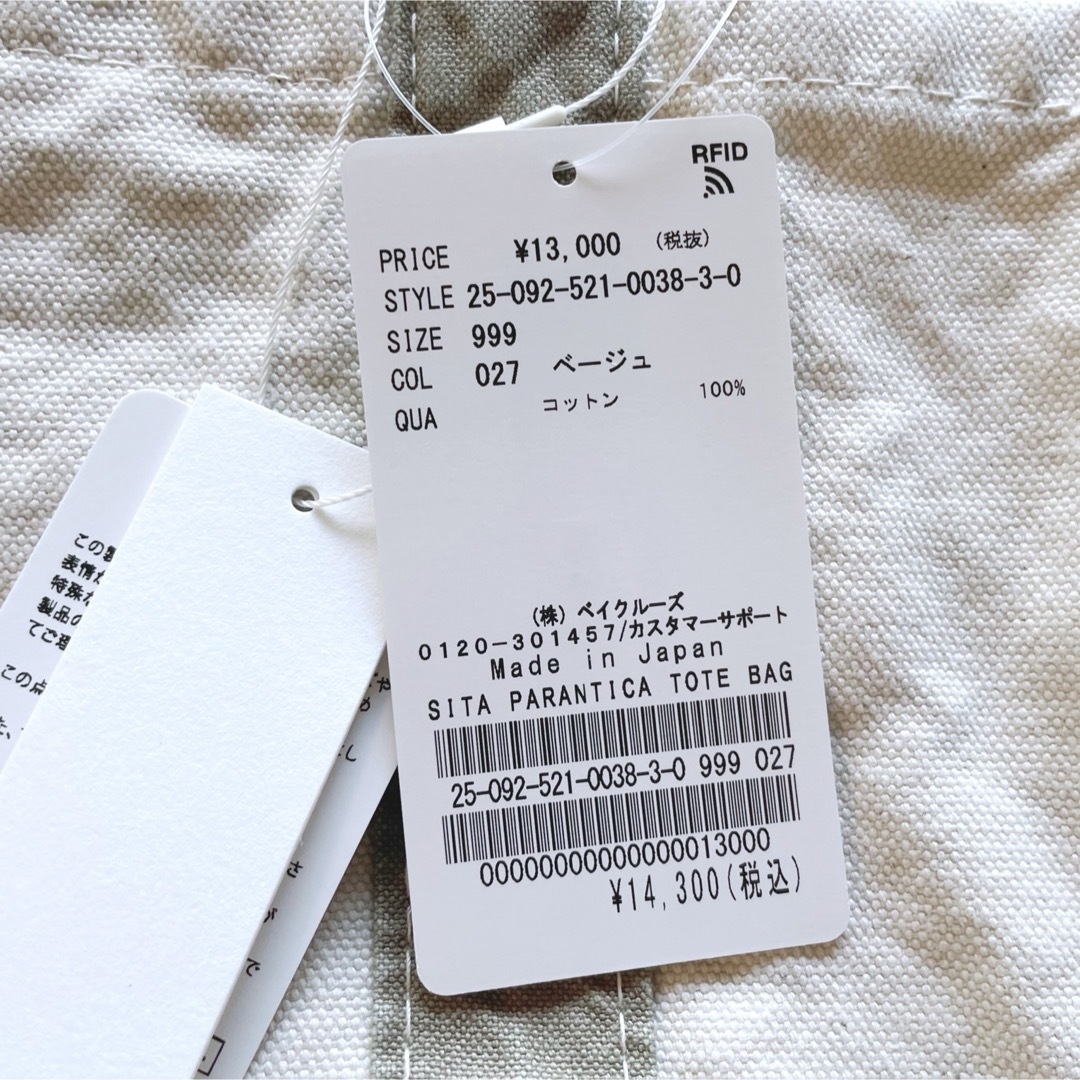 RFID
PRICE ¥13,000 (税抜)
STYLE 25-092-521-0038-3-0
SIZE 999
COL 027 ベージュ
QUA コットン 100%
(株) ベイクルーズ
0120-301457/カスタマーサポート
Made in Japan
SITA PARANTICA TOTE BAG
25-092-521-0038-3-0 999 027
00000000000000013000
¥14,300(税込)
この製
表情が
特殊な
製品の
てご理
この点